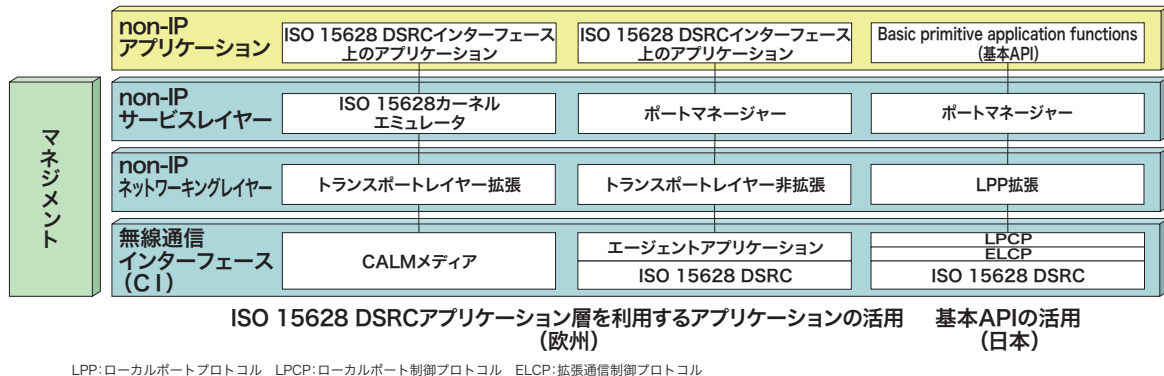 non-IP
アプリケーション
ISO 15628 DSRCインターフェース
上のアプリケーション
ISO 15628 DSRCインターフェース
上のアプリケーション
Basic primitive application functions
(基本API)
マネジメント
non-IP
サービスレイヤー
ISO 15628カーネル
エミュレータ
ポートマネージャー
ポートマネージャー
non-IP
ネットワーキングレイヤー
トランスポートレイヤー拡張
トランスポートレイヤー非拡張
LPP拡張
無線通信
インターフェース
(CI)
CALMメディア
エージェントアプリケーション
ISO 15628 DSRC
LPCP
ELCP
ISO 15628 DSRC
ISO 15628 DSRCアプリケーション層を利用するアプリケーションの活用
(欧州)
基本APIの活用
(日本)
LPP:ローカルポートプロトコル LPCP:ローカルポート制御プロトコル ELCP:拡張通信制御プロトコル